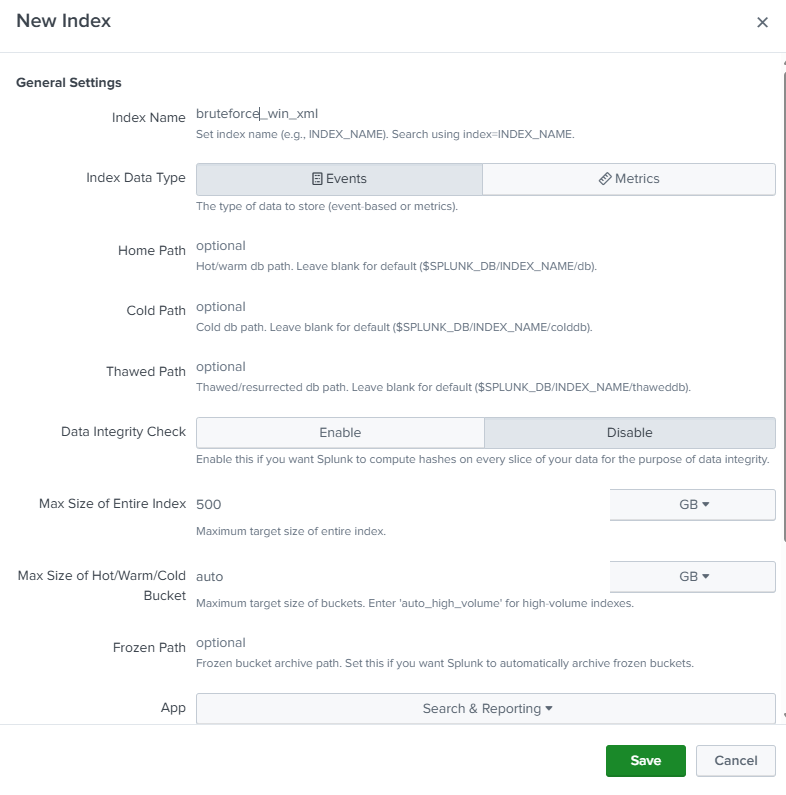 New Index
General Settings
Index Name
bruteforce_win_xml
Set index name (e.g., INDEX_NAME). Search using index=INDEX_NAME.
Index Data Type
Events
Metrics
The type of data to store (event-based or metrics).
Home Path
optional
Hot/warm db path. Leave blank for default ($SPLUNK_DB/INDEX_NAME/db).
Cold Path
optional
Cold db path. Leave blank for default ($SPLUNK_DB/INDEX_NAME/colddb).
Thawed Path
optional
Thawed/resurrected db path. Leave blank for default ($SPLUNK_DB/INDEX_NAME/thaweddb).
Data Integrity Check
Enable
Disable
Enable this if you want Splunk to compute hashes on every slice of your data for the purpose of data integrity.
Max Size of Entire Index
500
GB
Maximum target size of entire index.
Max Size of Hot/Warm/Cold
Bucket
auto
GB
Maximum target size of buckets. Enter 'auto_high_volume' for high-volume indexes.
Frozen Path
optional
Frozen bucket archive path. Set this if you want Splunk to automatically archive frozen buckets.
App
Search & Reporting
Save
Cancel